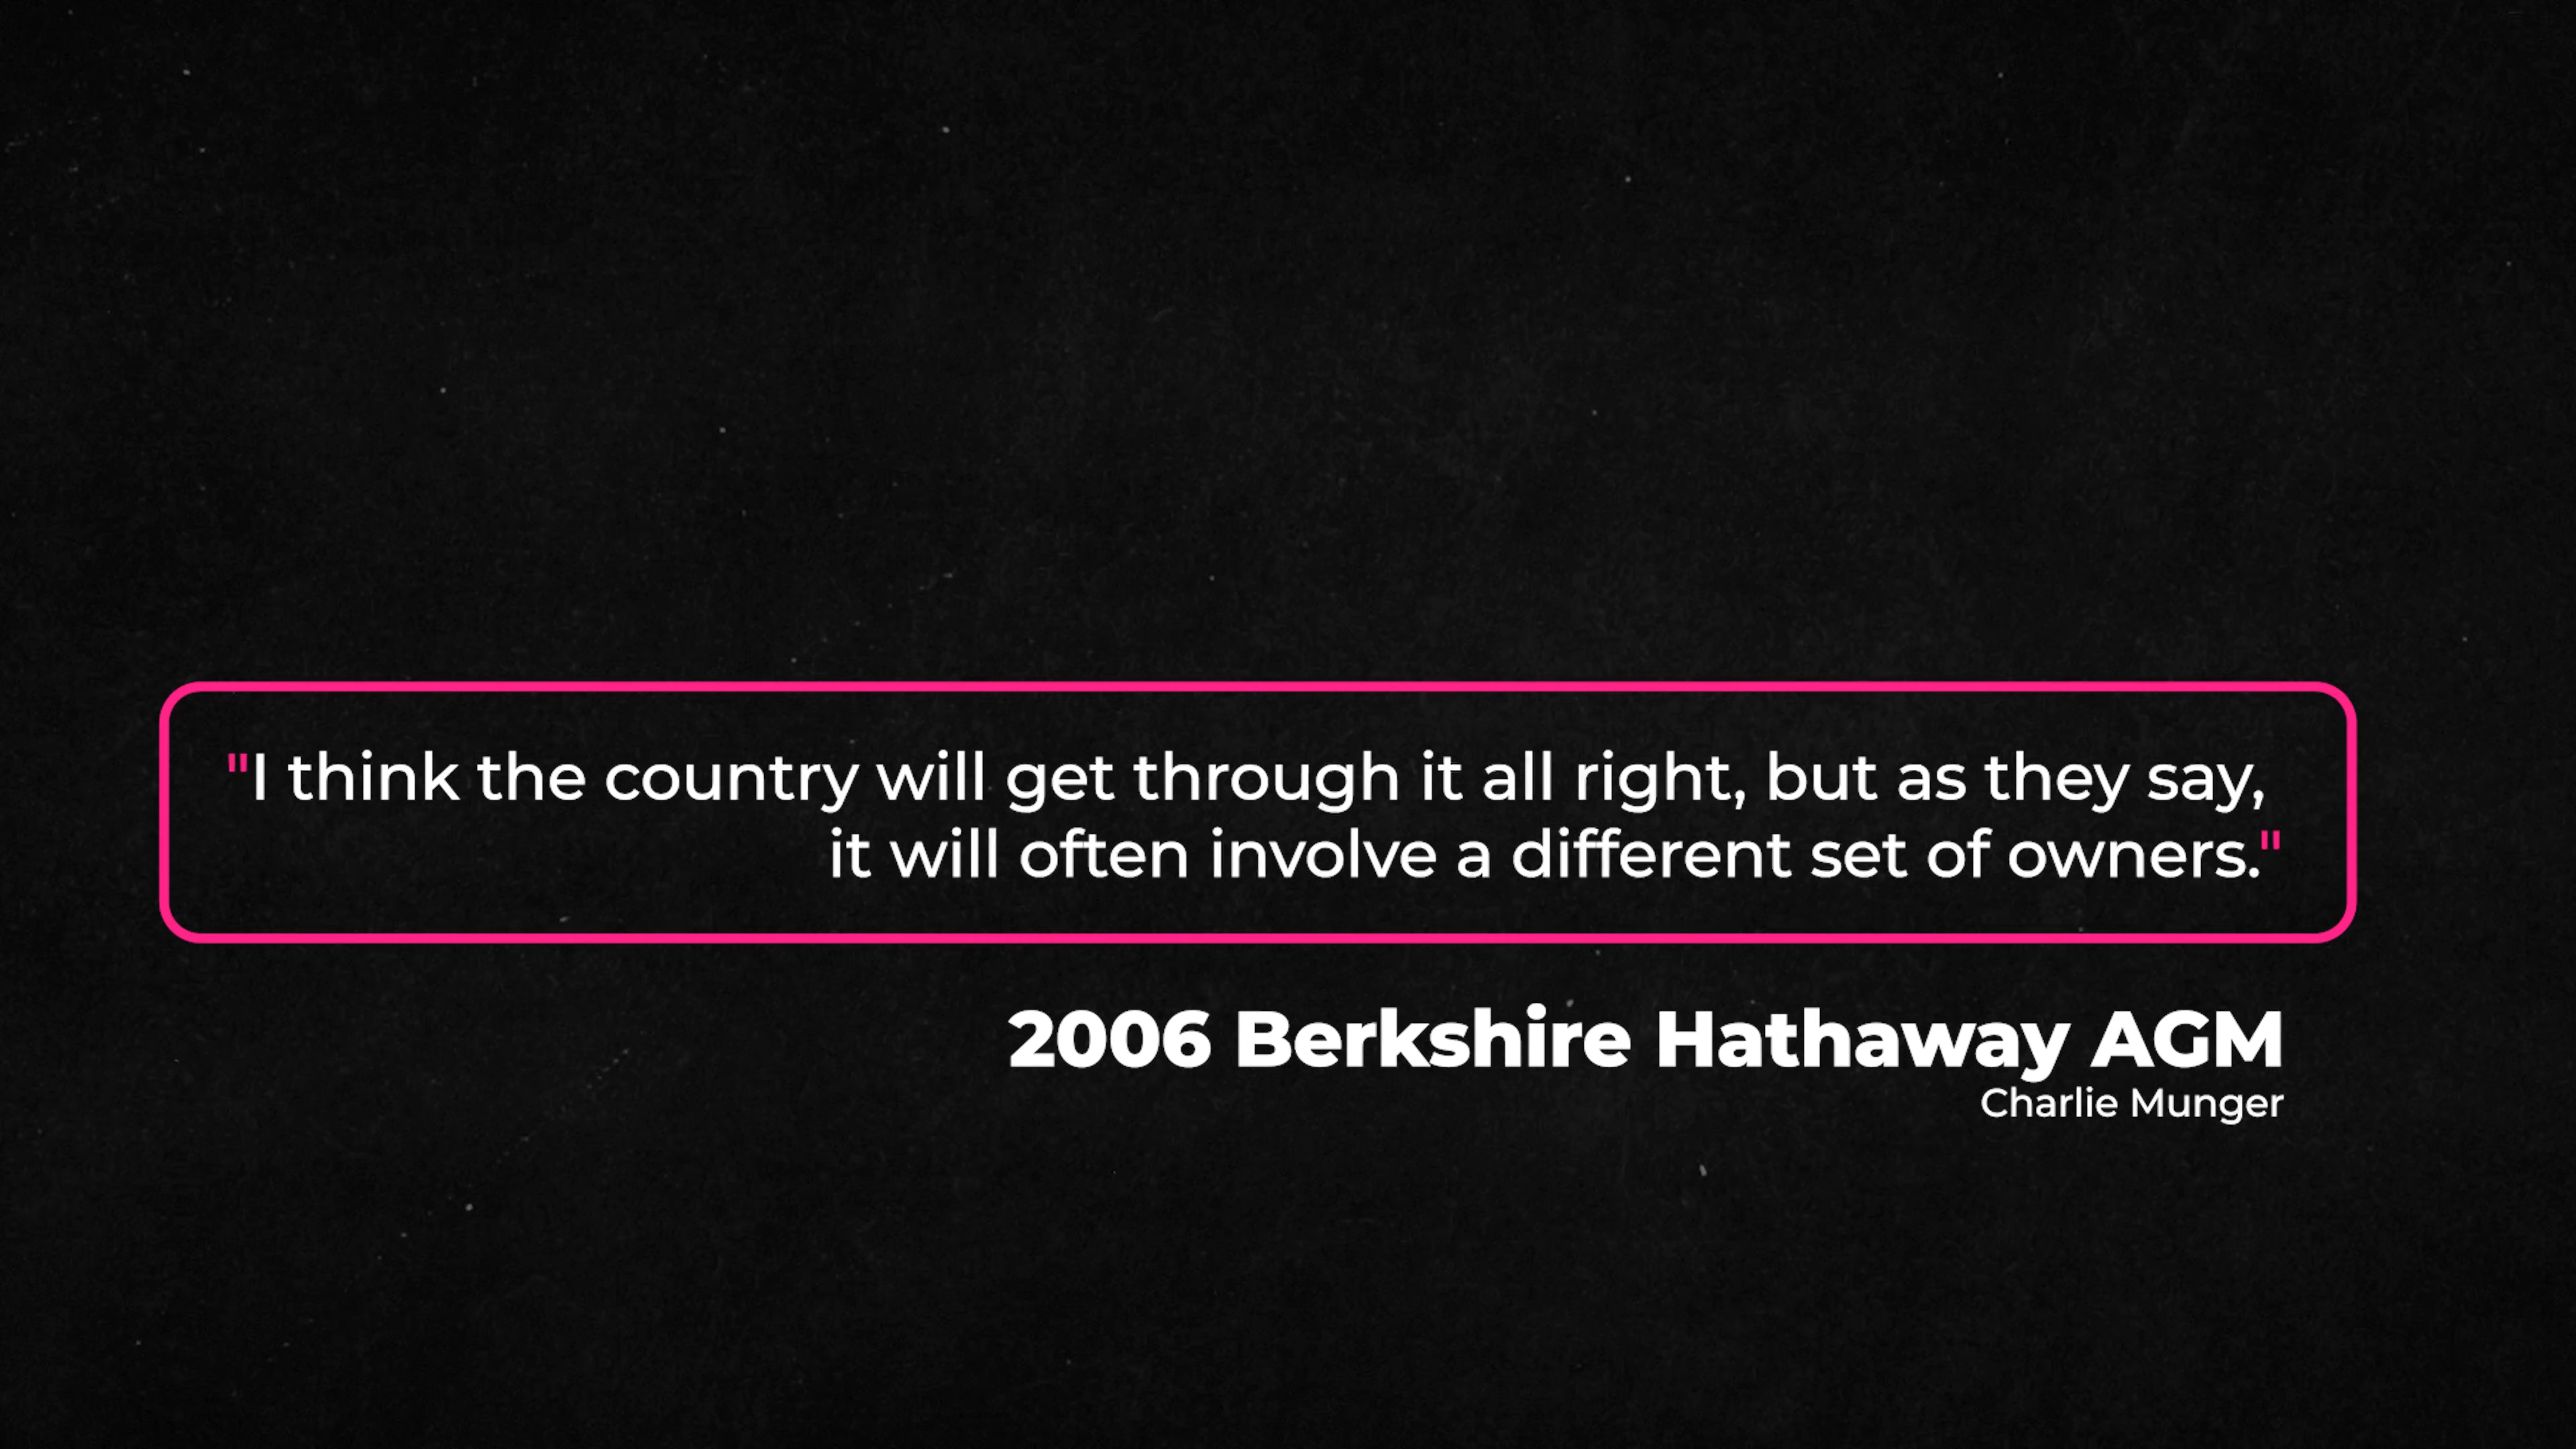 "I think the country will get through it all right, but as they say,
it will often involve a different set of owners."
2006 Berkshire Hathaway AGM
Charlie Munger